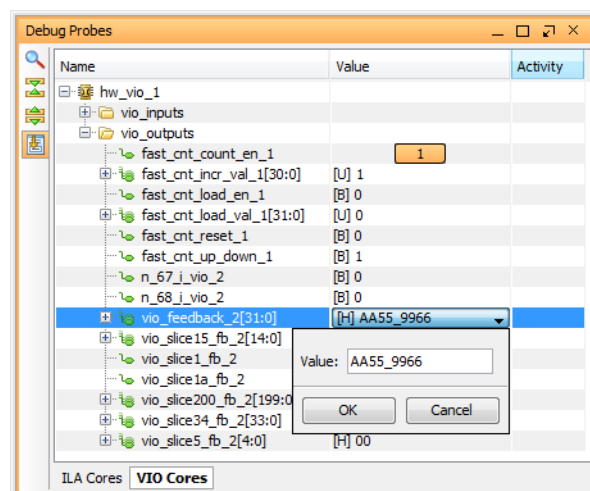 Debug Probes
Name Value Activity
hw_vio_1
vio_inputs
vio_outputs
fast_cnt_count_en_1 1
fast_cnt_incr_val_1[30:0] [U] 1
fast_cnt_load_en_1 [B] 0
fast_cnt_load_val_1[31:0] [U] 0
fast_cnt_reset_1 [B] 0
fast_cnt_up_down_1 [B] 1
n_67_i_vio_2 [B] 0
n_68_i_vio_2 [B] 0
vio_feedback_2[31:0] [H] AA55_9966
vio_slice15_fb_2[14:0]
vio_slice1_fb_2
Value: AA55_9966
vio_slice1a_fb_2
vio_slice200_fb_2[199:0
OK Cancel
vio_slice34_fb_2[33:0]
vio_slice5_fb_2[4:0] [H] 00
ILA Cores VIO Cores